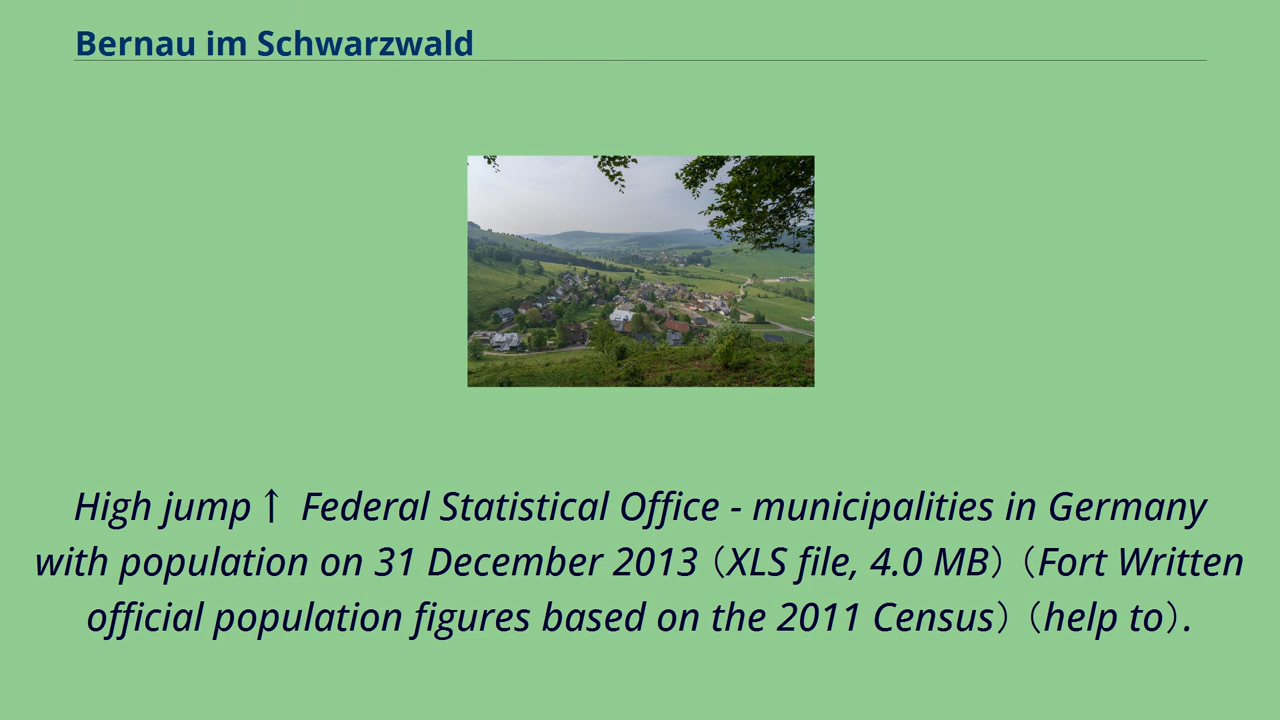 Bernau im Schwarzwald
High jump ↑ Federal Statistical Office - municipalities in Germany
with population on 31 December 2013（XLS file, 4.0 MB）（Fort Written
official population figures based on the 2011 Census）（help to）.